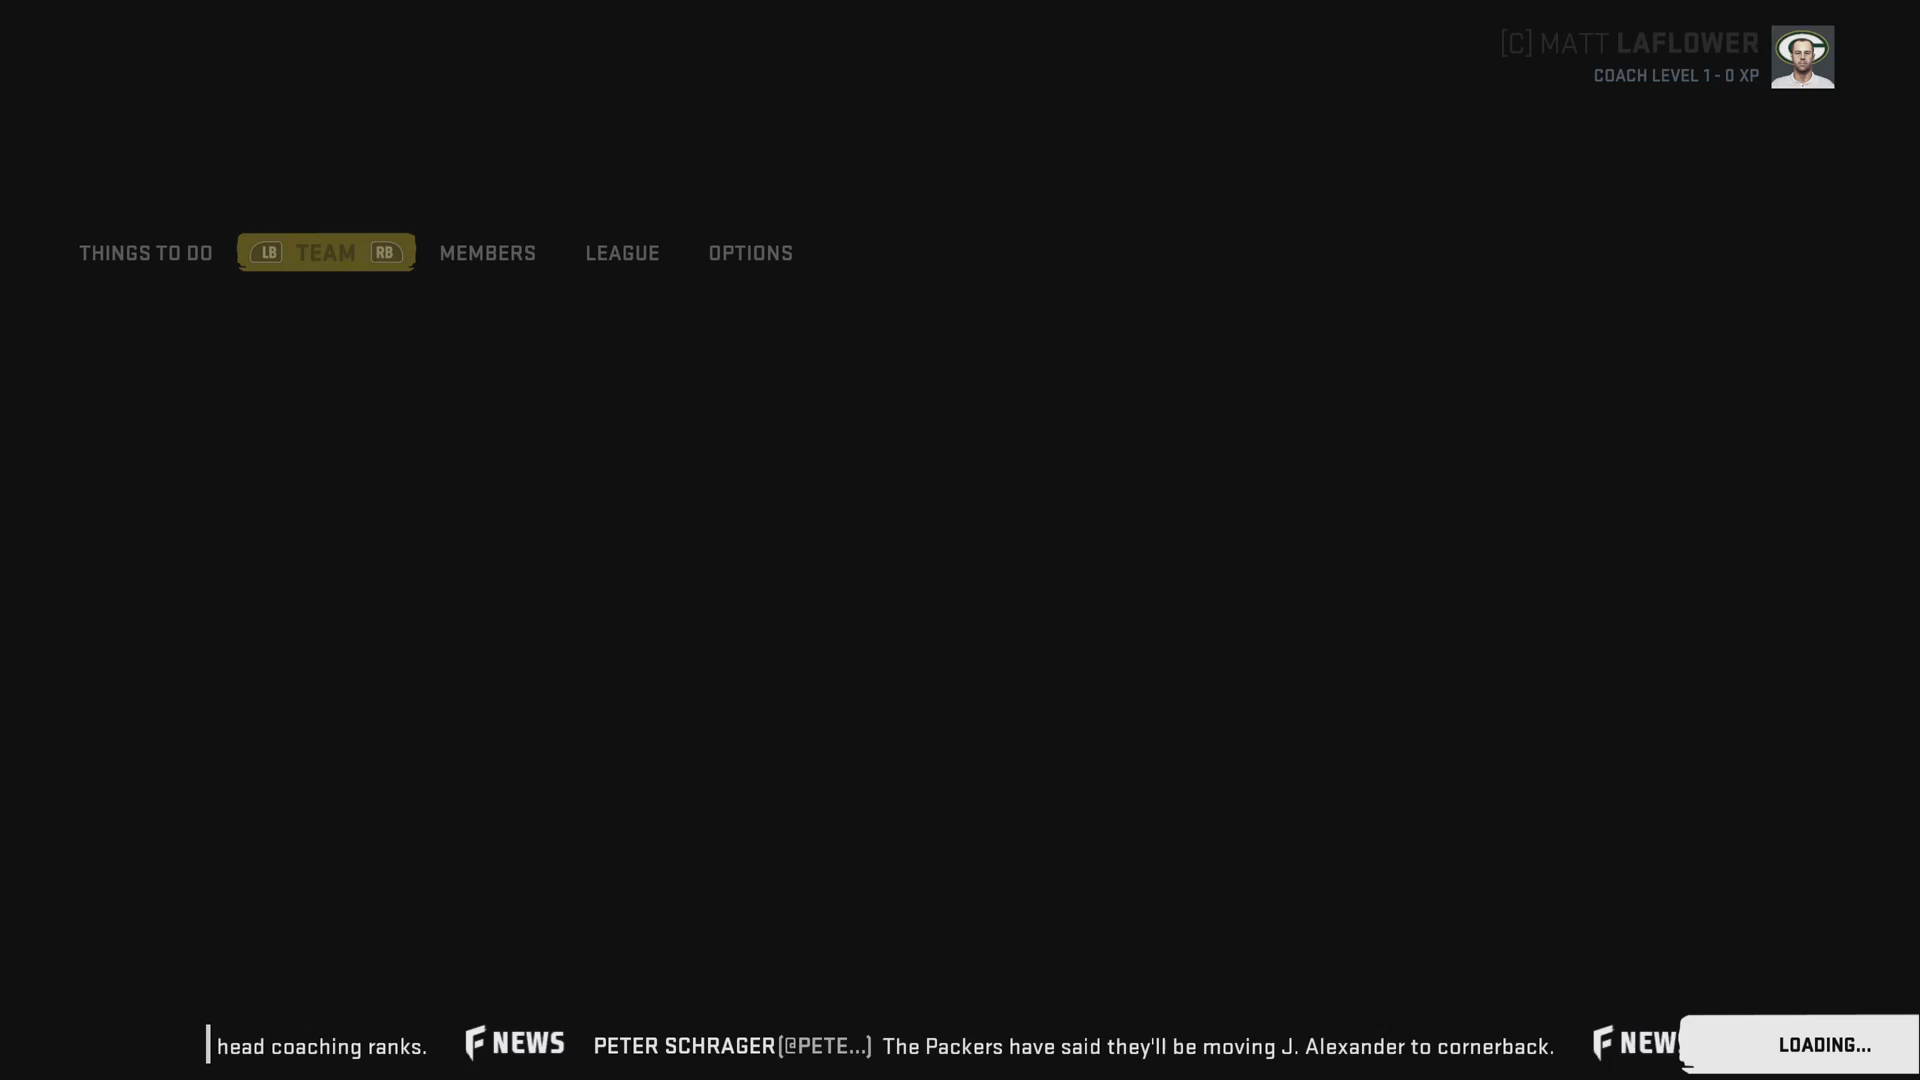 [C] MATT LAFLOWER
COACH LEVEL 1 - 0 XP
THINGS TO DO LB TEAM RB MEMBERS LEAGUE OPTIONS
head coaching ranks. F NEWS PETER SCHRAGER(@PETE...) The Packers have said they'll be moving J. Alexander to cornerback. F NEWS LOADING...